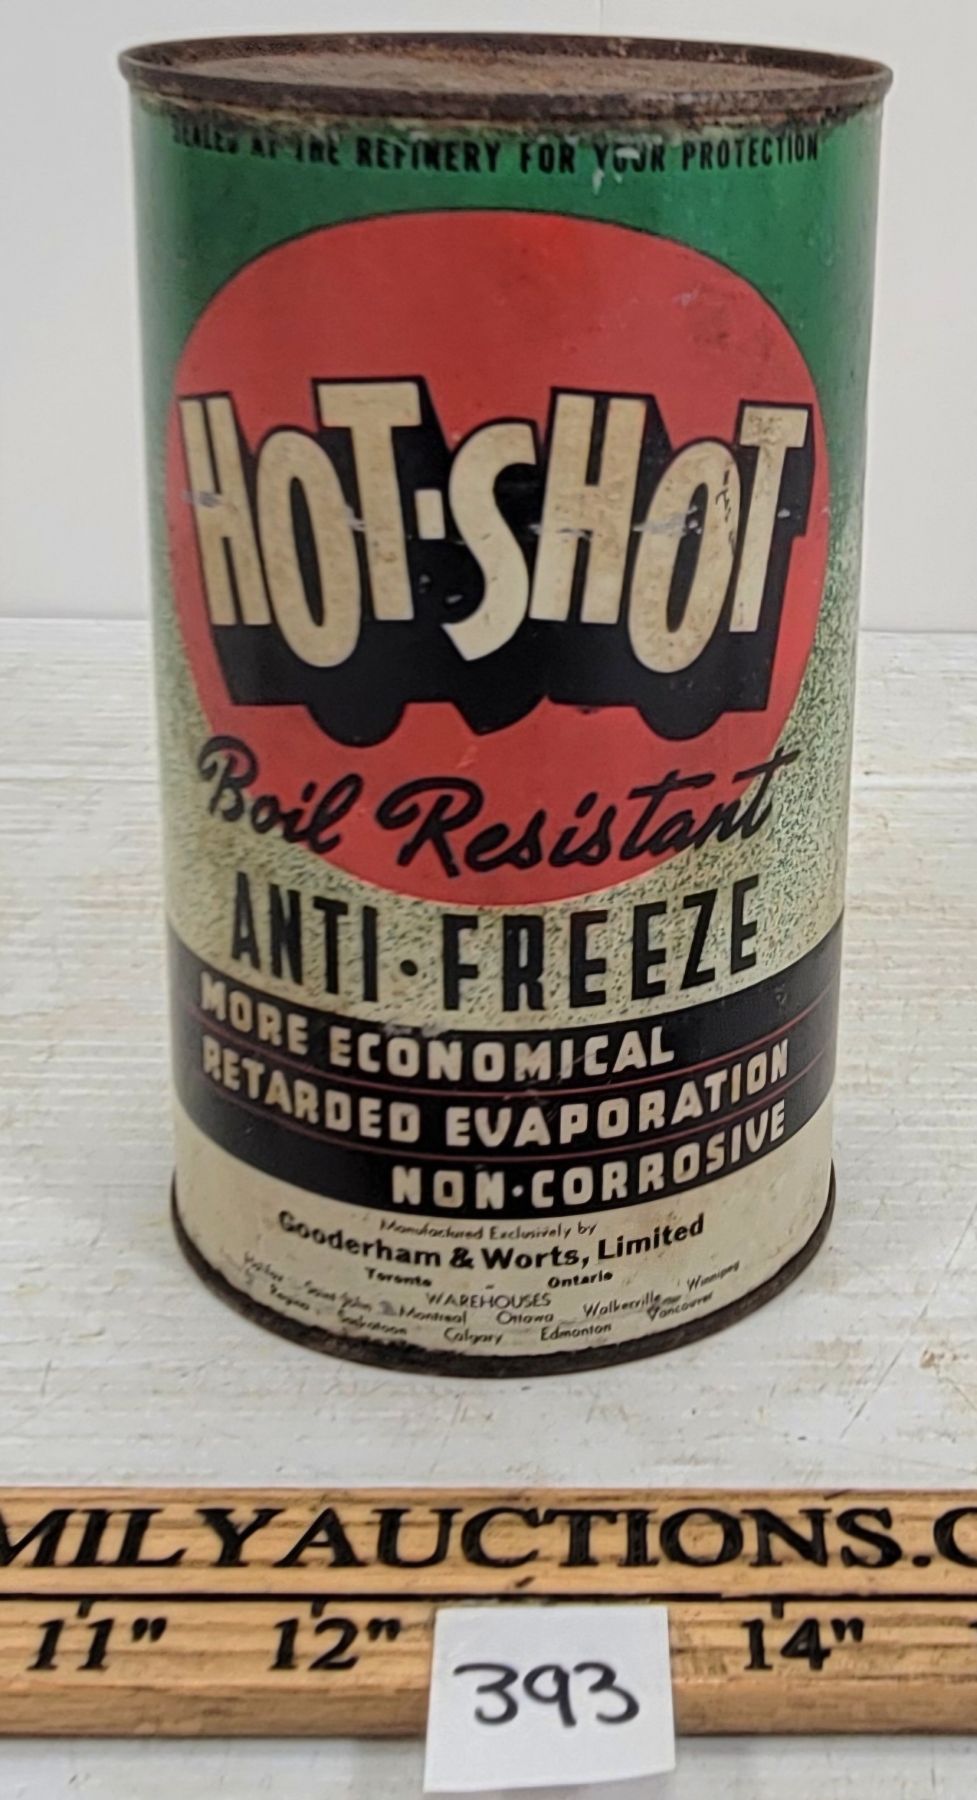 SEALED AT THE REFINERY FOR YOUR PROTECTION
HOT-SHOT
Boil Resistant
ANTI·FREEZE
MORE ECONOMICAL
RETARDED EVAPORATION
NON·CORROSIVE
Manufactured Exclusively by
Gooderham & Worts, Limited
Toronto - Ontario
WAREHOUSES
Halifax Saint John Montreal Ottawa Walkerville Winnipeg
Regina Saskatoon Calgary Edmonton Vancouver
MILYAUCTIONS.C
11" 12" 14"
393